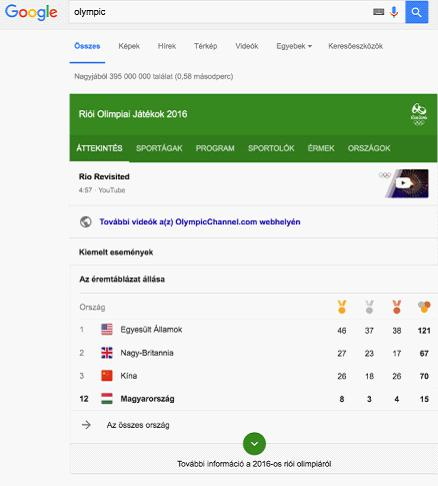 Google olympic
Összes Képek Hírek Térkép Videók Egyebek Keresőeszközök
Nagyjából 395 000 000 találat (0,58 másodperc)
Riói Olimpiai Játékok 2016
ÁTTEKINTÉS SPORTÁGAK PROGRAM SPORTOLÓK ÉRMEK ORSZÁGOK
Rio Revisited
4:57 · YouTube
További videók a(z) OlympicChannel.com webhelyén
Kiemelt események
Az éremtáblázat állása
Ország
1 Egyesült Államok 46 37 38 121
2 Nagy-Britannia 27 23 17 67
3 Kína 26 18 26 70
12 Magyarország 8 3 4 15
Az összes ország
További információ a 2016-os riói olimpiáról